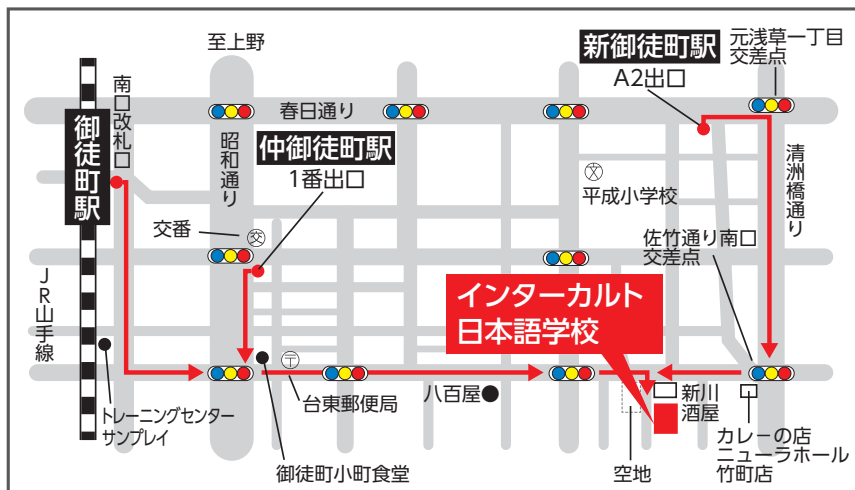 至上野
新御徒町駅
A2出口
元浅草一丁目
交差点
南口改札口
御徒町駅
春日通り
昭和通り
仲御徒町駅
1番出口
文
平成小学校
清洲橋通り
交番
交
佐竹通り南口
交差点
インターカルト
日本語学校
JR山手線
〒
台東郵便局
八百屋
新川
酒屋
トレーニングセンター
サンプレイ
御徒町小町食堂
空地
カレーの店
ニューラホール
竹町店